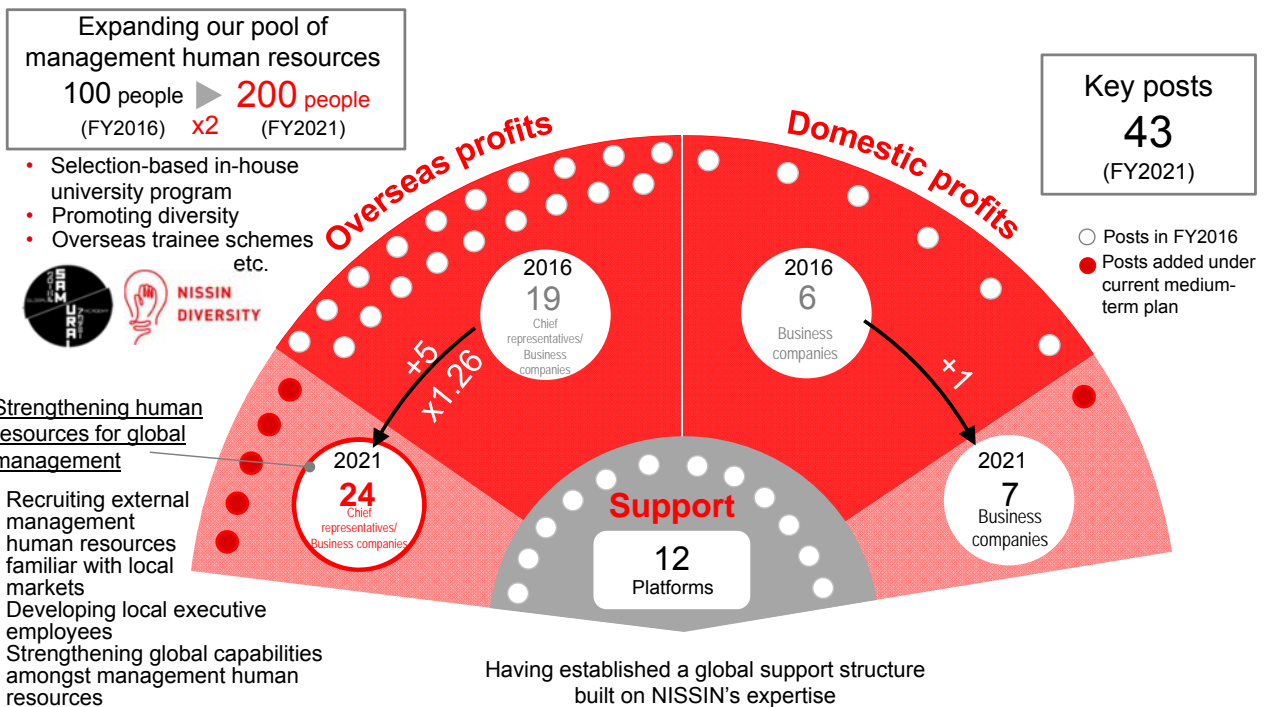 Expanding our pool of
management human resources
100 people 200 people
(FY2016) x2 (FY2021)
• Selection-based in-house
university program
• Promoting diversity
• Overseas trainee schemes
etc.
SAM
URAI
NISSIN
DIVERSITY
Overseas profits
Domestic profits
Key posts
43
(FY2021)
Posts in FY2016
Posts added under
current medium-
term plan
2016
19
Chief
representatives/
Business
companies
2016
6
Business
companies
+5
x1.26
+1
Strengthening human
resources for global
management
2021
24
Chief
representatives/
Business companies
2021
7
Business
companies
Support
12
Platforms
Recruiting external
management
human resources
familiar with local
markets
Developing local executive
employees
Strengthening global capabilities
amongst management human
resources
Having established a global support structure
built on NISSIN's expertise